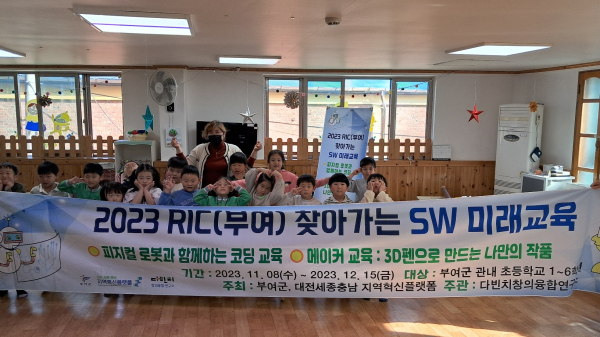 2023 RIC(부여)
찾아가는
SW 미래교육
2023 RIC(부여) 찾아가는 SW 미래교육
피지컬 로봇과 함께하는 코딩 교육 메이커 교육 : 3D펜으로 만드는 나만의 작품
기간 : 2023. 11. 08(수) ~ 2023. 12. 15(금) 대상 : 부여군 관내 초등학교 1~6학
주최 : 부여군, 대전세종충남 지역혁신플랫폼 주관 : 다빈치창의융합연구